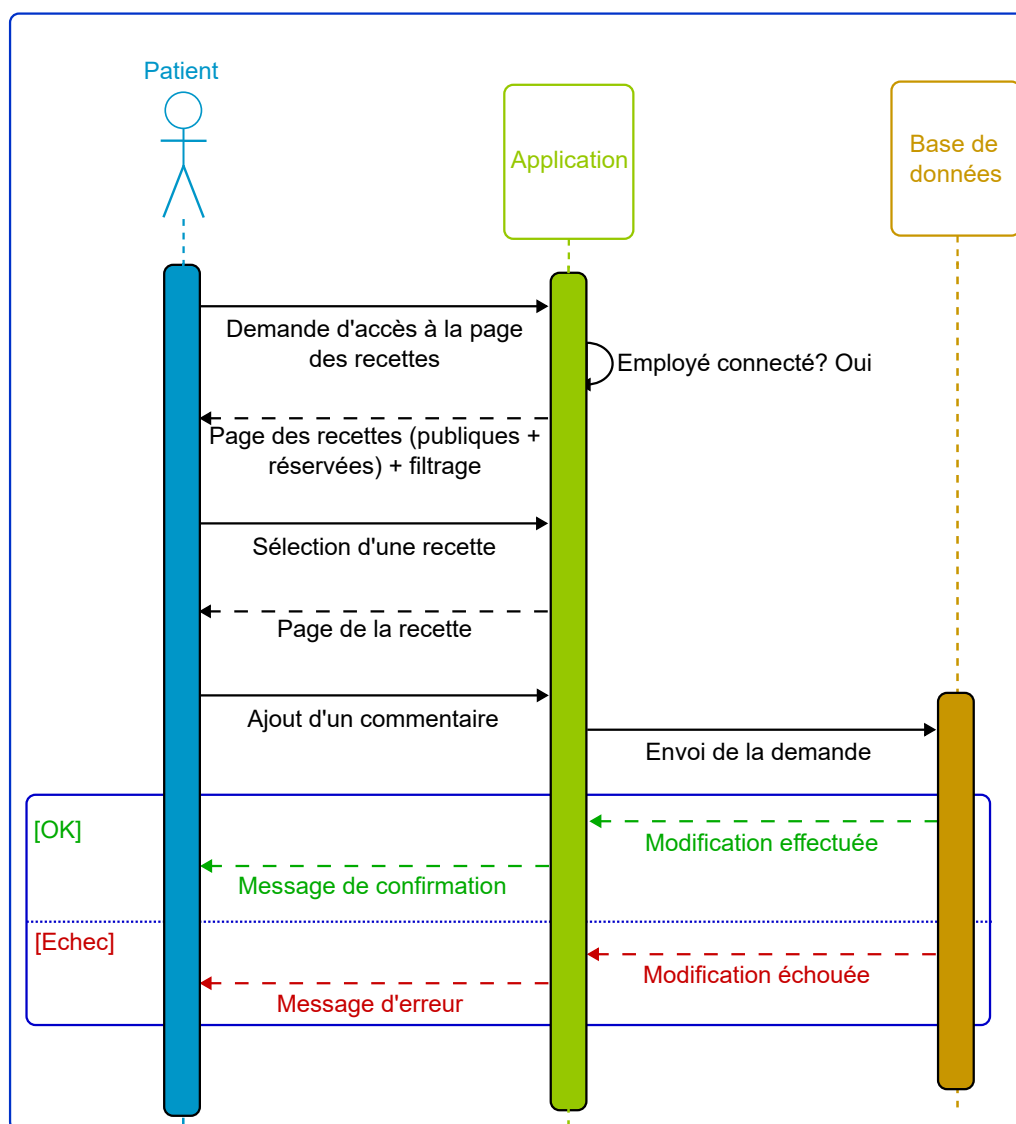 Patient
Application
Base de
données
Demande d'accès à la page
des recettes
Employé connecté? Oui
Page des recettes (publiques +
réservées) + filtrage
Sélection d'une recette
Page de la recette
Ajout d'un commentaire
Envoi de la demande
[OK]
Modification effectuée
Message de confirmation
[Echec]
Modification échouée
Message d'erreur